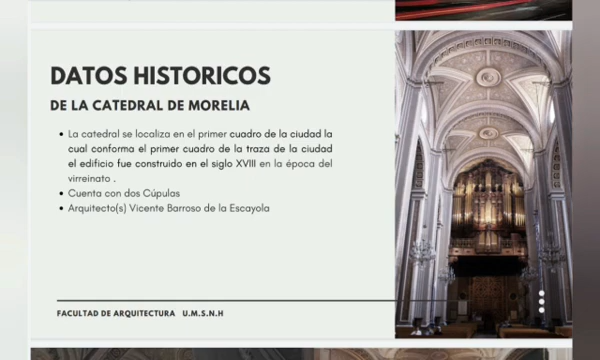 DATOS HISTORICOS
DE LA CATEDRAL DE MORELIA
La catedral se localiza en el primer cuadro de la ciudad la
cual conforma el primer cuadro de la traza de la ciudad
el edificio fue construido en el siglo XVIII en la época del
virreinato .
Cuenta con dos Cúpulas
Arquitecto(s) Vicente Barroso de la Escayola
FACULTAD DE ARQUITECTURA U.M.S.N.H